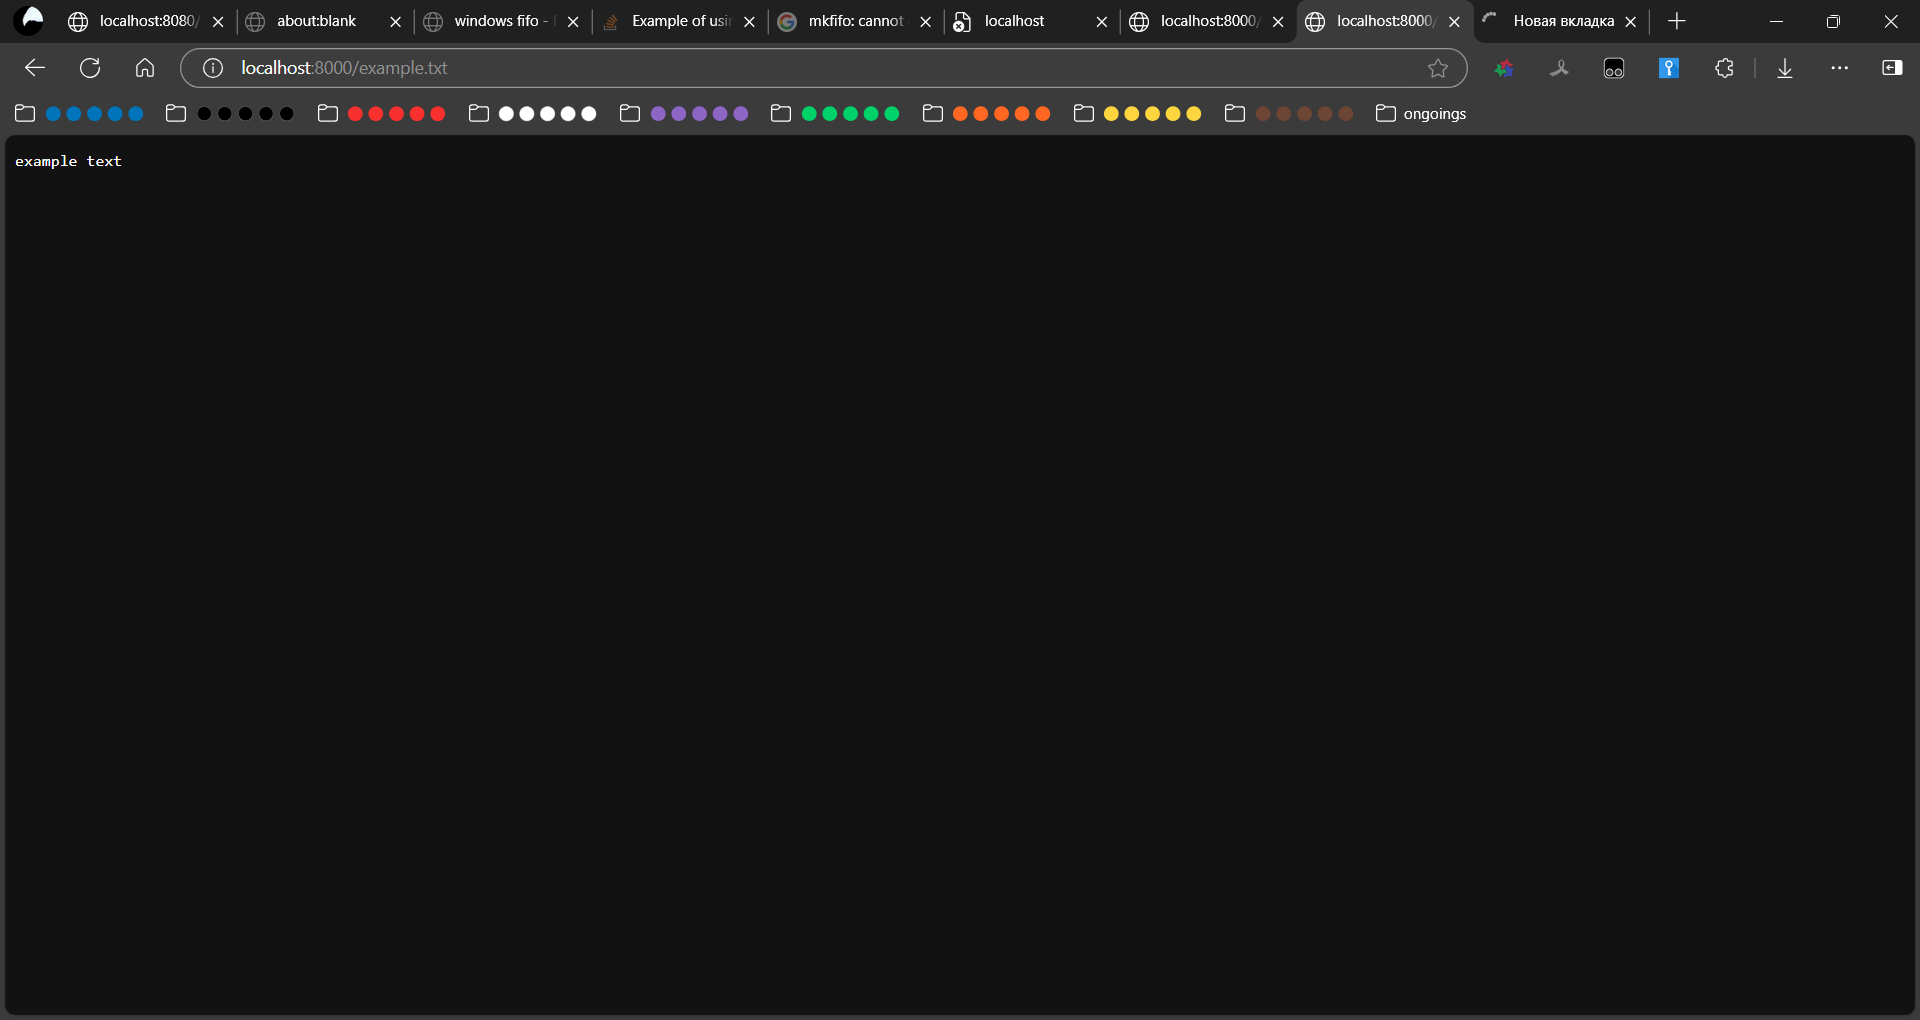 localhost:8080/
about:blank
windows fifo -
Example of usin
mkfifo: cannot
localhost
localhost:8000/
localhost:8000/
Новая вкладка
localhost:8000/example.txt
ongoings
example text